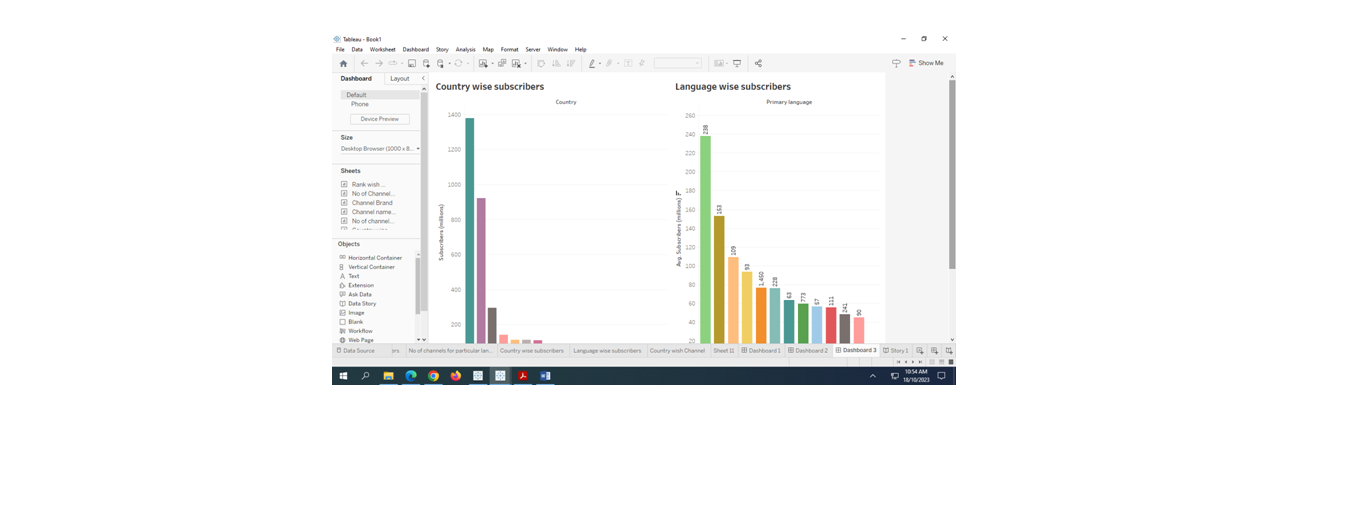 Tableau - Book1
File Data Worksheet Dashboard Story Analysis Map Format Server Window Help
Show Me
Dashboard Layout
Default
Phone
Device Preview
Size
Desktop Browser (1000 x 8...
Sheets
Rank wish ...
No of Channel...
Channel Brand
Channel name...
No of channel...
Objects
Horizontal Container
Vertical Container
Text
Extension
Ask Data
Data Story
Image
Blank
Workflow
Web Page
Country wise subscribers
Country
Subscribers (millions)
1400
1200
1000
800
600
400
200
Language wise subscribers
Primary language
Avg. Subscribers (millions)
260
240
220
200
180
160
140
120
100
80
60
40
20
238
153
109
93
1,460
228
63
773
67
111
241
90
Data Source ers No of channels for particular lan... Country wise subscribers Language wise subscribers Country wish Channel Sheet 11 Dashboard 1 Dashboard 2 Dashboard 3 Story 1
10:54 AM
18/10/2023